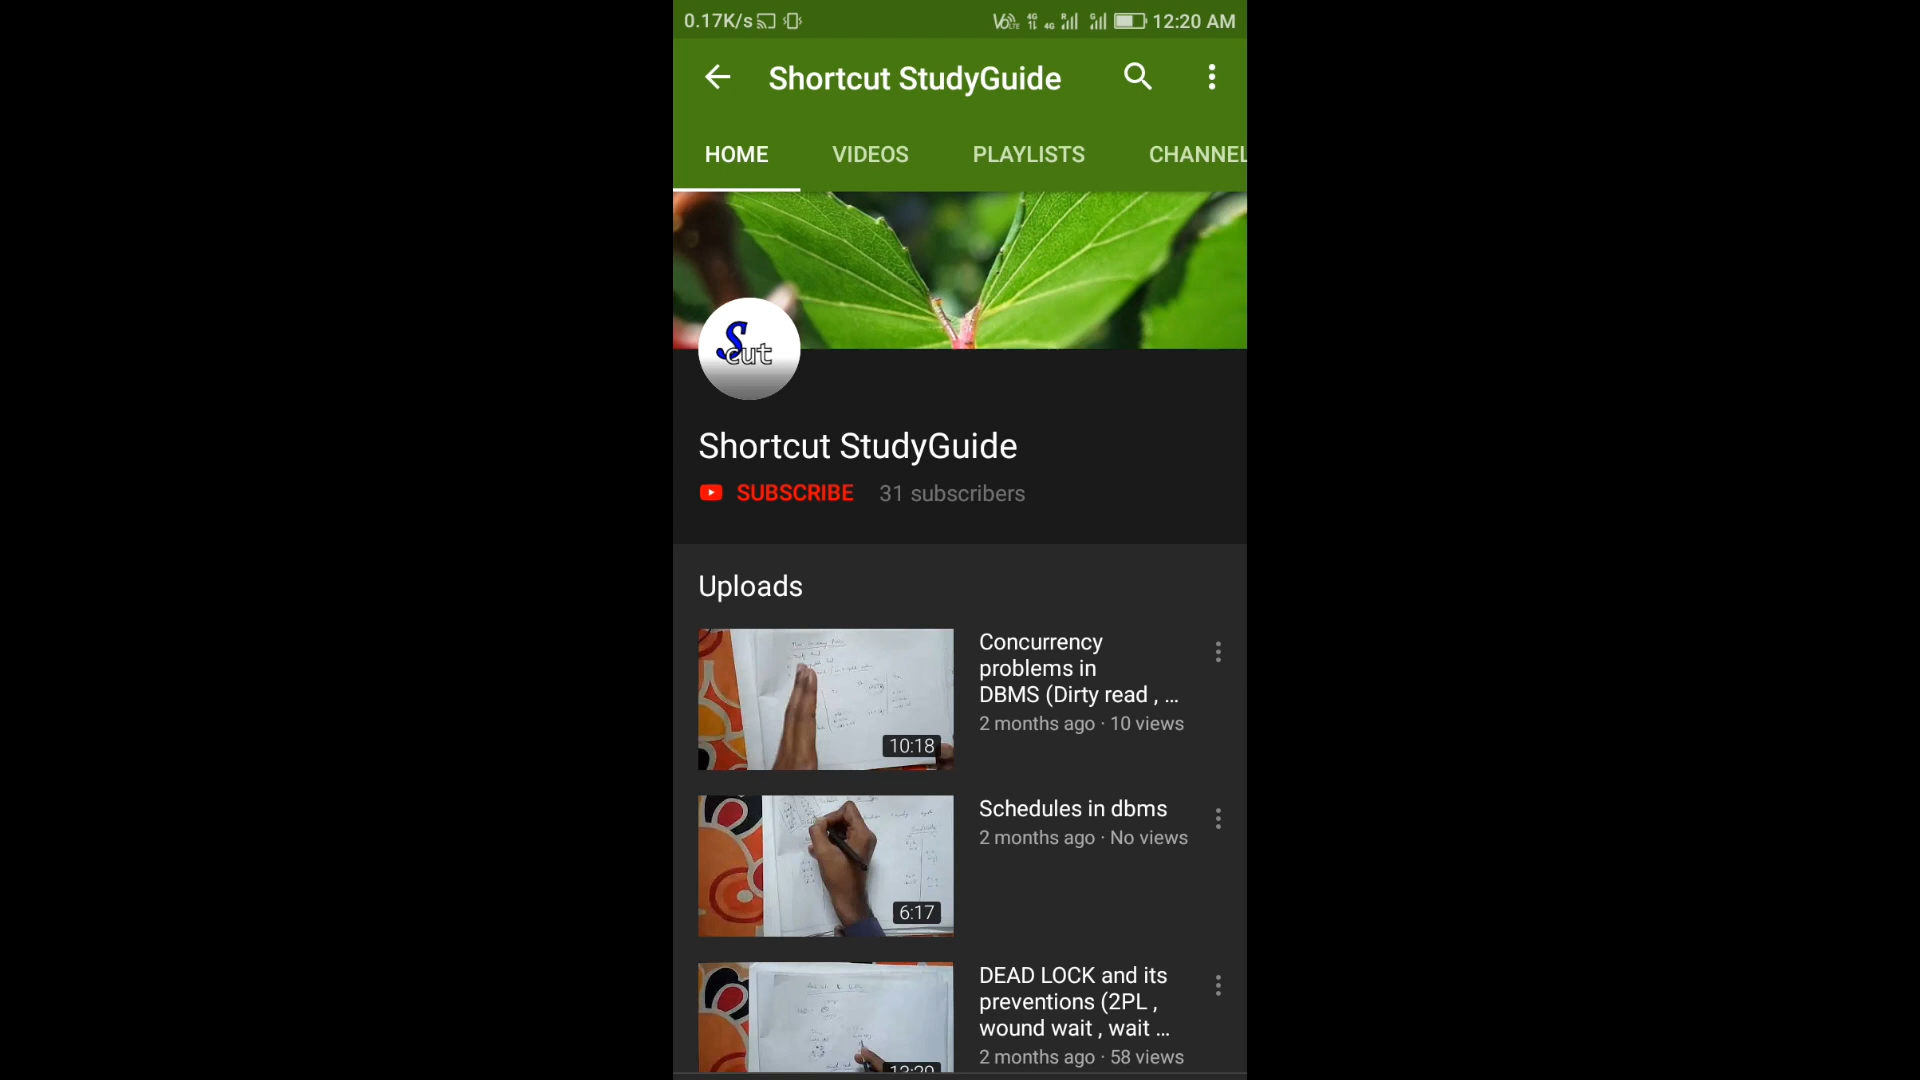 0.17K/s 12:20 AM
Shortcut StudyGuide
HOME VIDEOS PLAYLISTS CHANNEL
S
cut
Shortcut StudyGuide
SUBSCRIBE 31 subscribers
Uploads
Concurrency
problems in
DBMS (Dirty read , ...
2 months ago · 10 views
10:18
Schedules in dbms
2 months ago · No views
6:17
DEAD LOCK and its
preventions (2PL ,
wound wait , wait ...
2 months ago · 58 views